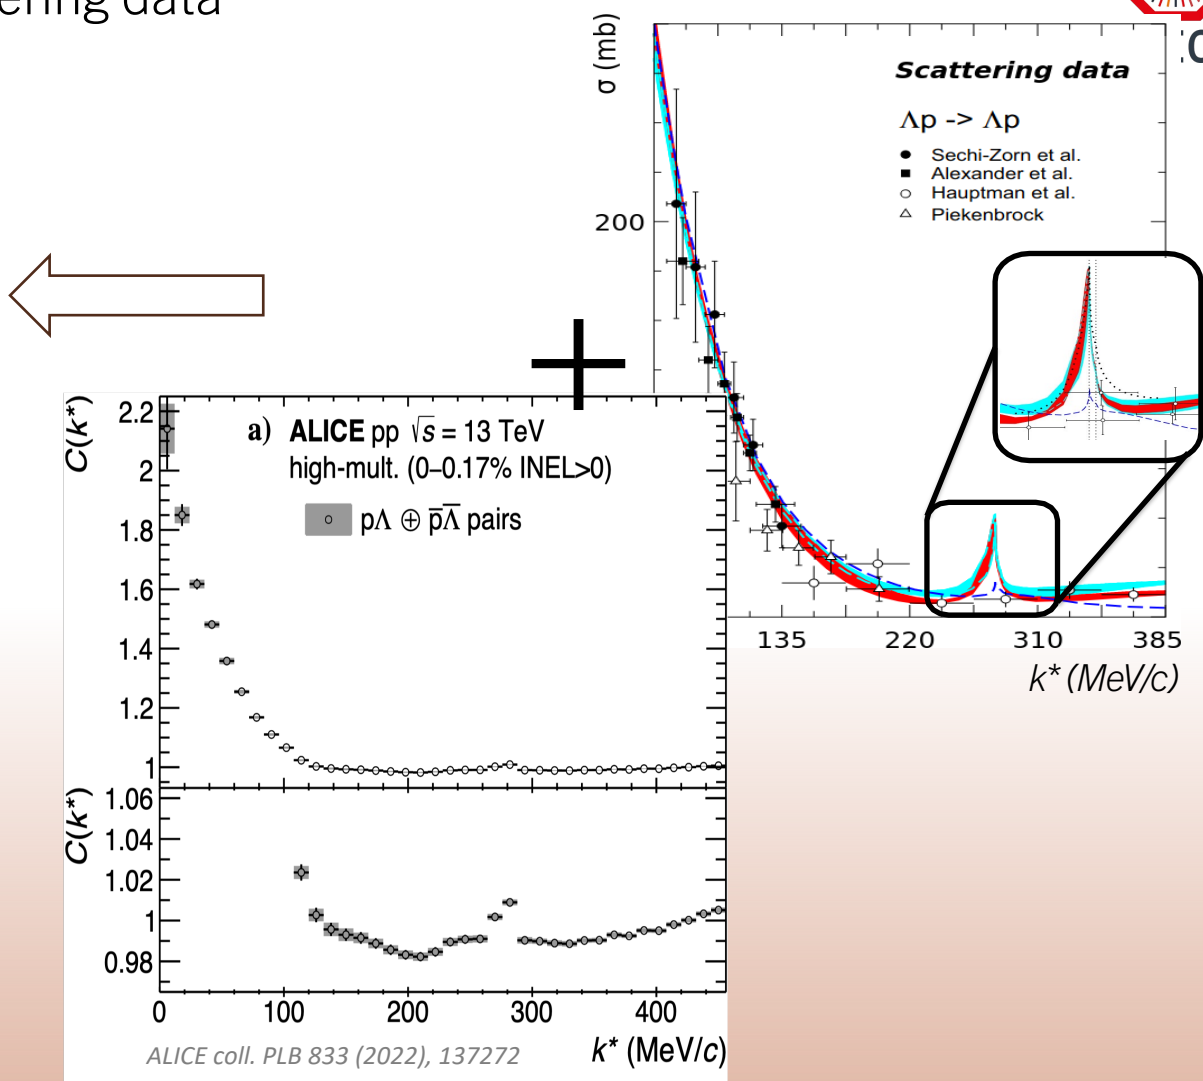 ering data
σ (mb)
Scattering data
Λp -> Λp
Sechi-Zorn et al.
Alexander et al.
Hauptman et al.
Piekenbrock
200
135 220 310 385
k* (MeV/c)
+
C(k*)
2.2
2
1.8
1.6
1.4
1.2
1
a) ALICE pp √s = 13 TeV
high-mult. (0–0.17% INEL>0)
pΛ ⊕ p̅Λ̅ pairs
C(k*)
1.06
1.04
1.02
1
0.98
0 100 200 300 400
k* (MeV/c)
ALICE coll. PLB 833 (2022), 137272